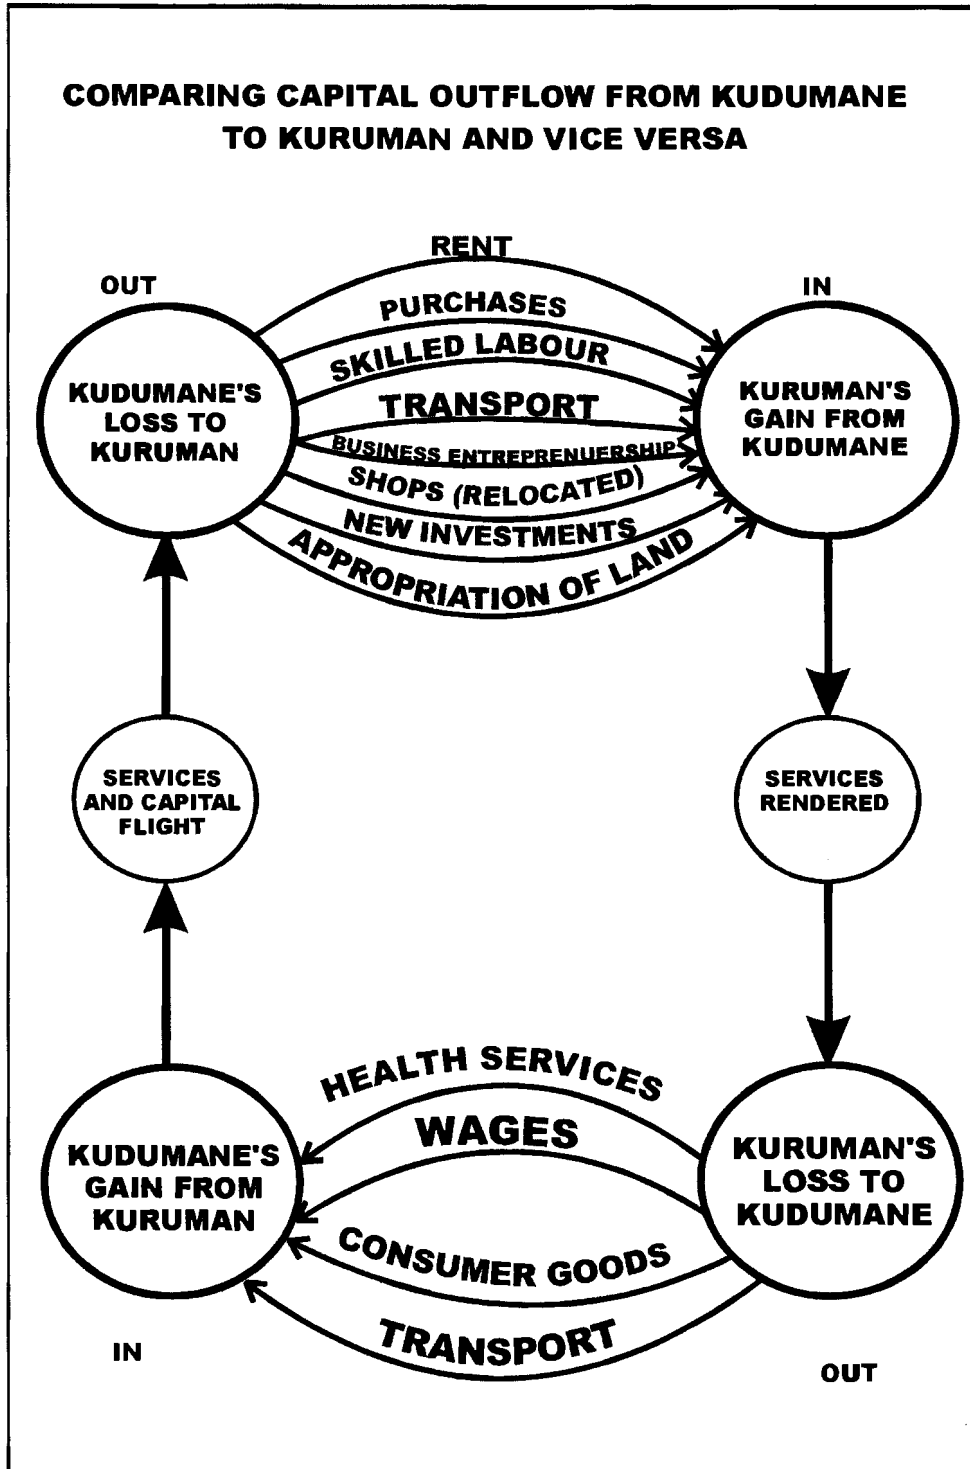 COMPARING CAPITAL OUTFLOW FROM KUDUMANE
TO KURUMAN AND VICE VERSA
RENT
OUT
IN
PURCHASES
SKILLED LABOUR
TRANSPORT
BUSINESS ENTREPRENUERSHIP
SHOPS (RELOCATED)
NEW INVESTMENTS
APPROPRIATION OF LAND
KUDUMANE'S
LOSS TO
KURUMAN
KURUMAN'S
GAIN FROM
KUDUMANE
SERVICES
AND CAPITAL
FLIGHT
SERVICES
RENDERED
HEALTH SERVICES
WAGES
CONSUMER GOODS
TRANSPORT
KUDUMANE'S
GAIN FROM
KURUMAN
KURUMAN'S
LOSS TO
KUDUMANE
IN
OUT